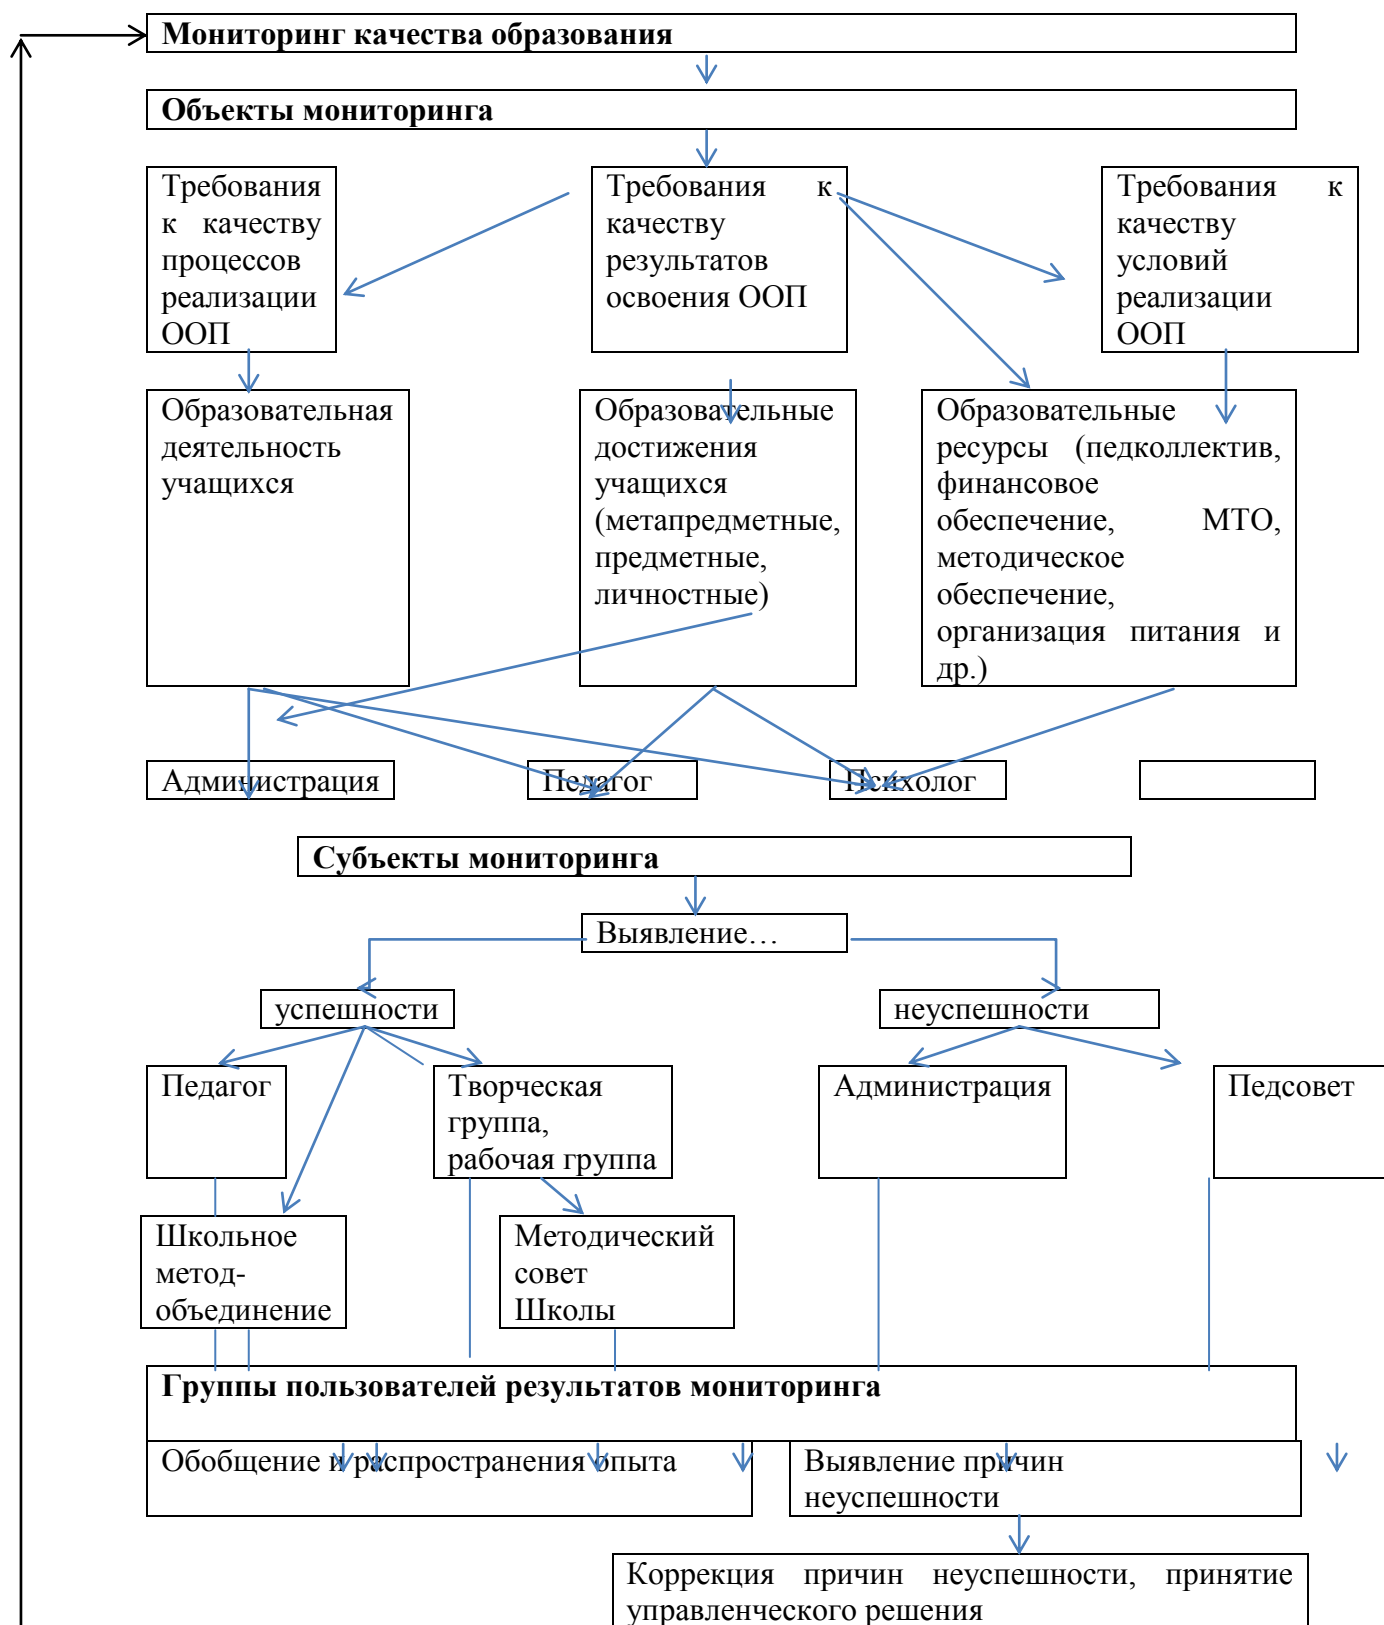 Мониторинг качества образования
Объекты мониторинга
Требования
к качеству
процессов
реализации
ООП
Требования к
качеству
результатов
освоения ООП
Требования к
качеству
условий
реализации
ООП
Образовательная
деятельность
учащихся
Образовательные
достижения
учащихся
(метапредметные,
предметные,
личностные)
Образовательные
ресурсы (педколлектив,
финансовое
обеспечение, МТО,
методическое
обеспечение,
организация питания и
др.)
Администрация
Педагог
Психолог
Субъекты мониторинга
Выявление…
успешности
неуспешности
Педагог
Творческая
группа,
рабочая группа
Администрация
Педсовет
Школьное
метод-
объединение
Методический
совет
Школы
Группы пользователей результатов мониторинга
Обобщение и распространения опыта
Выявление причин
неуспешности
Коррекция причин неуспешности, принятие
управленческого решения